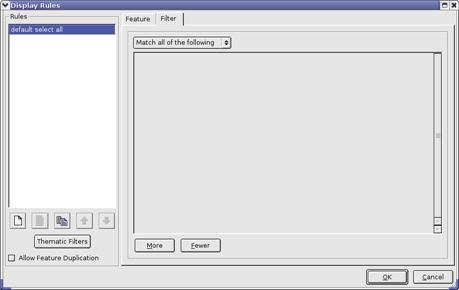 Display Rules
Rules
default select all
Thematic Filters
Allow Feature Duplication
Feature
Filter
Match all of the following
More
Fewer
OK
Cancel